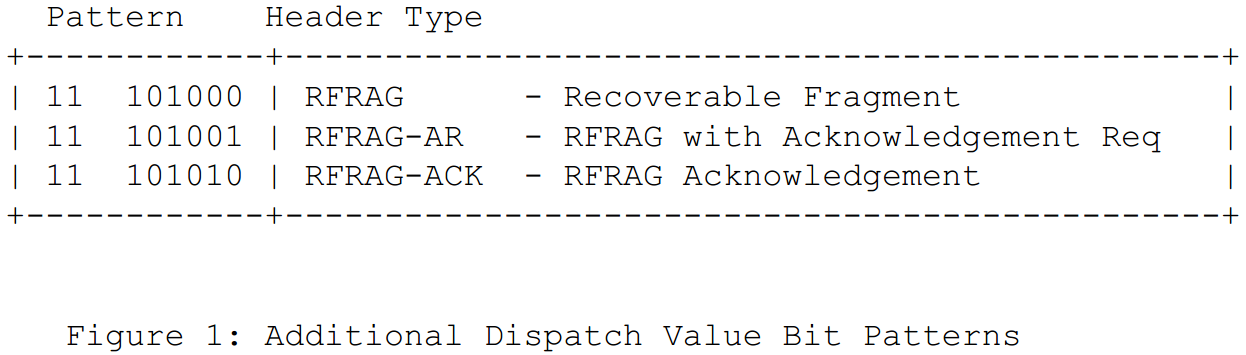 Pattern    Header Type
+------------+-----------------------------------------------+
| 11  101000 | RFRAG      - Recoverable Fragment             |
| 11  101001 | RFRAG-AR   - RFRAG with Acknowledgement Req   |
| 11  101010 | RFRAG-ACK  - RFRAG Acknowledgement            |
+------------+-----------------------------------------------+
   Figure 1: Additional Dispatch Value Bit Patterns